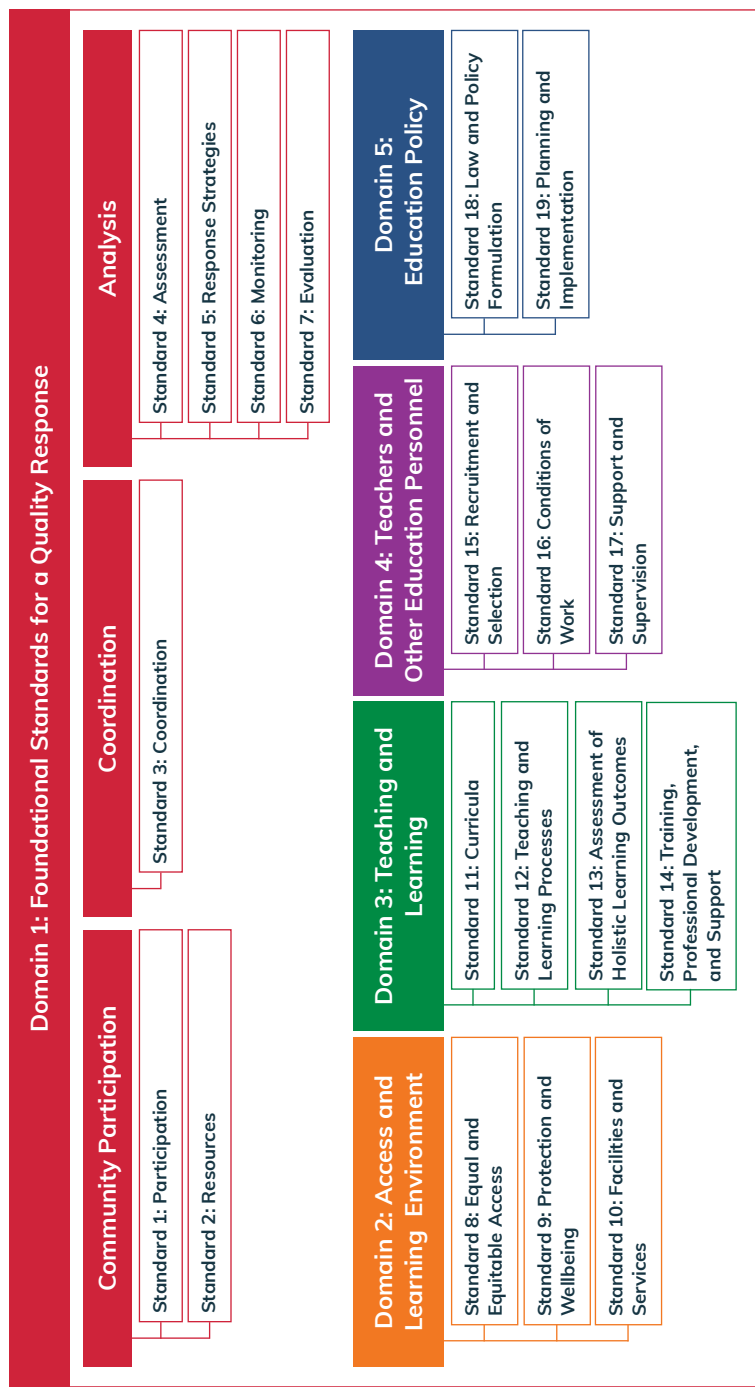 Domain 1: Foundational Standards for a Quality Response
Community Participation
Standard 1: Participation
Standard 2: Resources
Coordination
Standard 3: Coordination
Analysis
Standard 4: Assessment
Standard 5: Response Strategies
Standard 6: Monitoring
Standard 7: Evaluation
Domain 2: Access and
Learning Environment
Standard 8: Equal and
Equitable Access
Standard 9: Protection and
Wellbeing
Standard 10: Facilities and
Services
Domain 3: Teaching and
Learning
Standard 11: Curricula
Standard 12: Teaching and
Learning Processes
Standard 13: Assessment of
Holistic Learning Outcomes
Standard 14: Training,
Professional Development,
and Support
Domain 4: Teachers and
Other Education Personnel
Standard 15: Recruitment and
Selection
Standard 16: Conditions of
Work
Standard 17: Support and
Supervision
Domain 5:
Education Policy
Standard 18: Law and Policy
Formulation
Standard 19: Planning and
Implementation